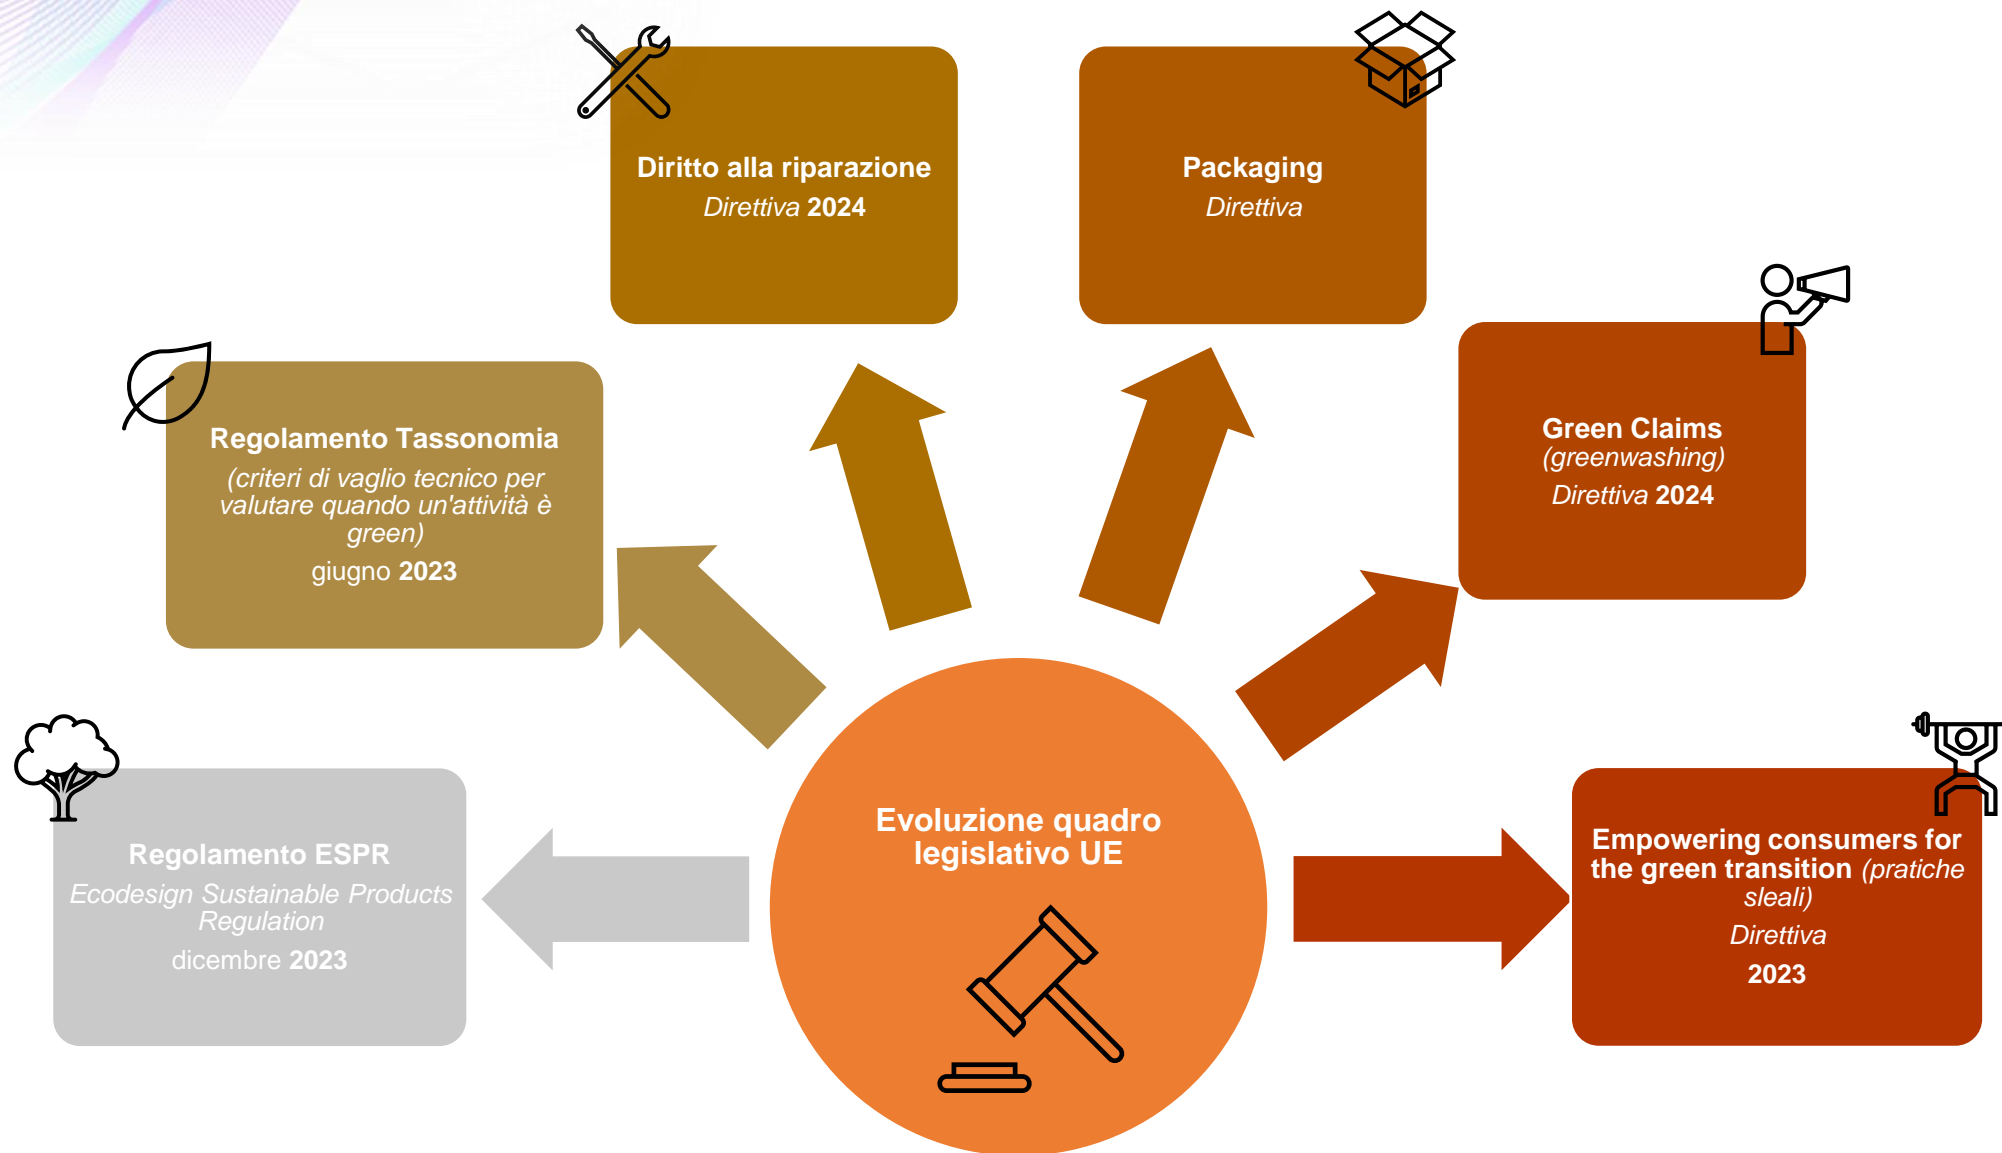 Diritto alla riparazione
Direttiva 2024
Packaging
Direttiva
Green Claims
(greenwashing)
Direttiva 2024
Regolamento Tassonomia
(criteri di vaglio tecnico per
valutare quando un'attività è
green)
giugno 2023
Regolamento ESPR
Ecodesign Sustainable Products
Regulation
dicembre 2023
Evoluzione quadro
legislativo UE
Empowering consumers for
the green transition (pratiche
sleali)
Direttiva
2023